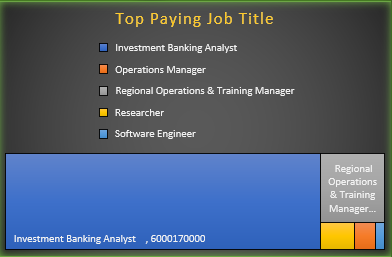 Top Paying Job Title
Investment Banking Analyst
Operations Manager
Regional Operations & Training Manager
Researcher
Software Engineer
Regional
Operations
& Training
Manager...
Investment Banking Analyst , 6000170000